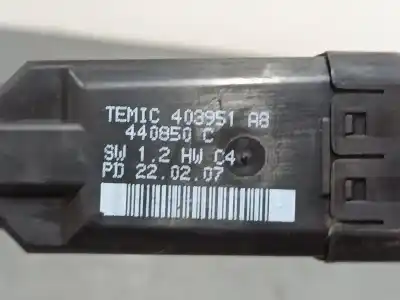 TEMIC 403951 A8
440850 C
SW 1.2 HW C4
PD 22.02.07